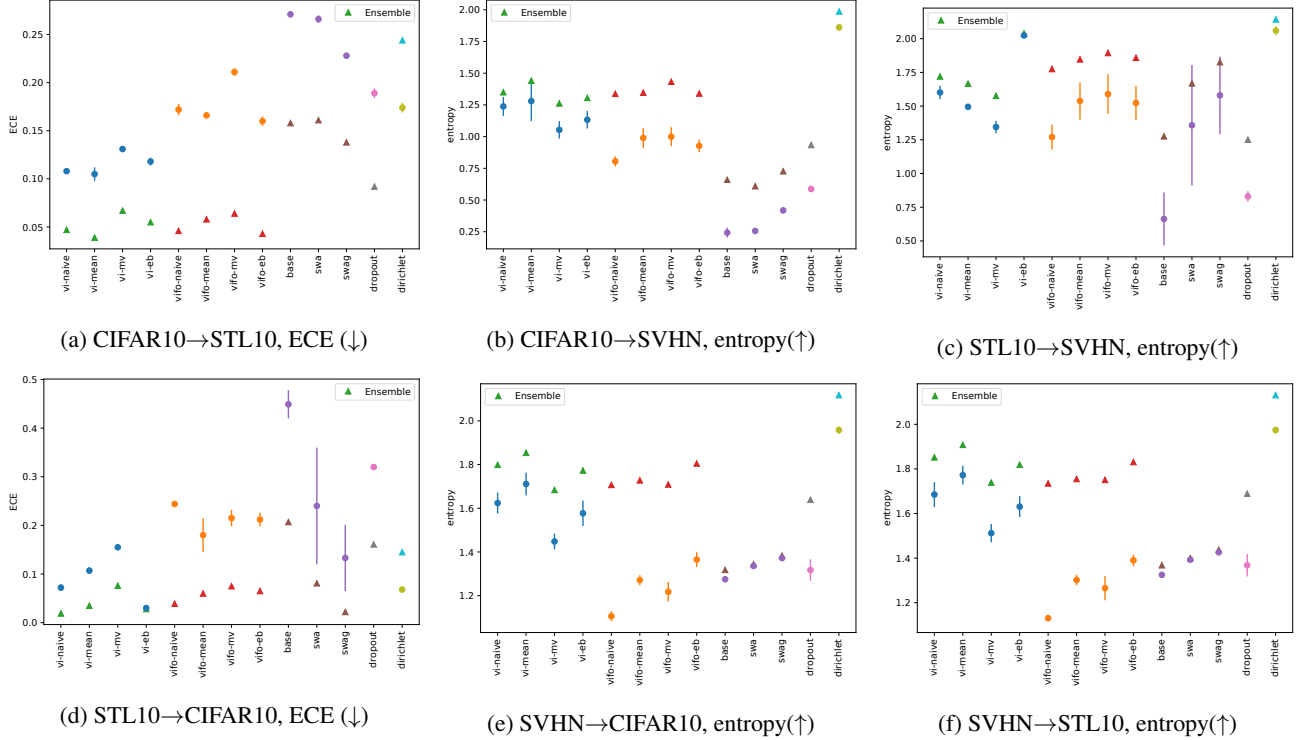 Ensemble
ECE
0.25
0.20
0.15
0.10
0.05
vi-naive
vi-mean
vi-mv
vi-eb
vifo-naive
vifo-mean
vifo-mv
vifo-eb
base
swa
swag
dropout
dirichlet
(a) CIFAR10→STL10, ECE (↓)
Ensemble
entropy
2.00
1.75
1.50
1.25
1.00
0.75
0.50
0.25
vi-naive
vi-mean
vi-mv
vi-eb
vifo-naive
vifo-mean
vifo-mv
vifo-eb
base
swa
swag
dropout
dirichlet
(b) CIFAR10→SVHN, entropy(↑)
Ensemble
entropy
2.00
1.75
1.50
1.25
1.00
0.75
0.50
vi-naive
vi-mean
vi-mv
vi-eb
vifo-naive
vifo-mean
vifo-mv
vifo-eb
base
swa
swag
dropout
dirichlet
(c) STL10→SVHN, entropy(↑)
Ensemble
ECE
0.5
0.4
0.3
0.2
0.1
0.0
vi-naive
vi-mean
vi-mv
vi-eb
vifo-naive
vifo-mean
vifo-mv
vifo-eb
base
swa
swag
dropout
dirichlet
(d) STL10→CIFAR10, ECE (↓)
Ensemble
entropy
2.0
1.8
1.6
1.4
1.2
vi-naive
vi-mean
vi-mv
vi-eb
vifo-naive
vifo-mean
vifo-mv
vifo-eb
base
swa
swag
dropout
dirichlet
(e) SVHN→CIFAR10, entropy(↑)
Ensemble
entropy
2.0
1.8
1.6
1.4
1.2
vi-naive
vi-mean
vi-mv
vi-eb
vifo-naive
vifo-mean
vifo-mv
vifo-eb
base
swa
swag
dropout
dirichlet
(f) SVHN→STL10, entropy(↑)